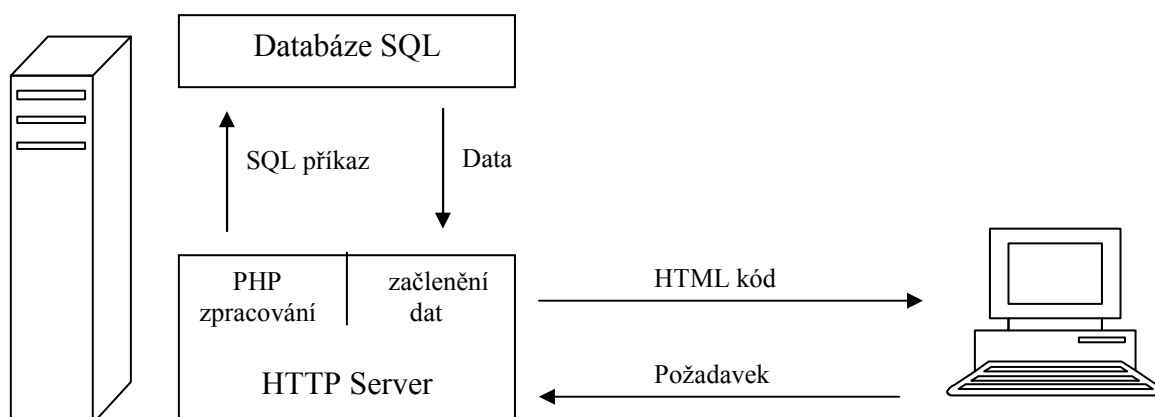 Databáze SQL
SQL příkaz
Data
PHP
zpracování
začlenění
dat
HTTP Server
HTML kód
Požadavek